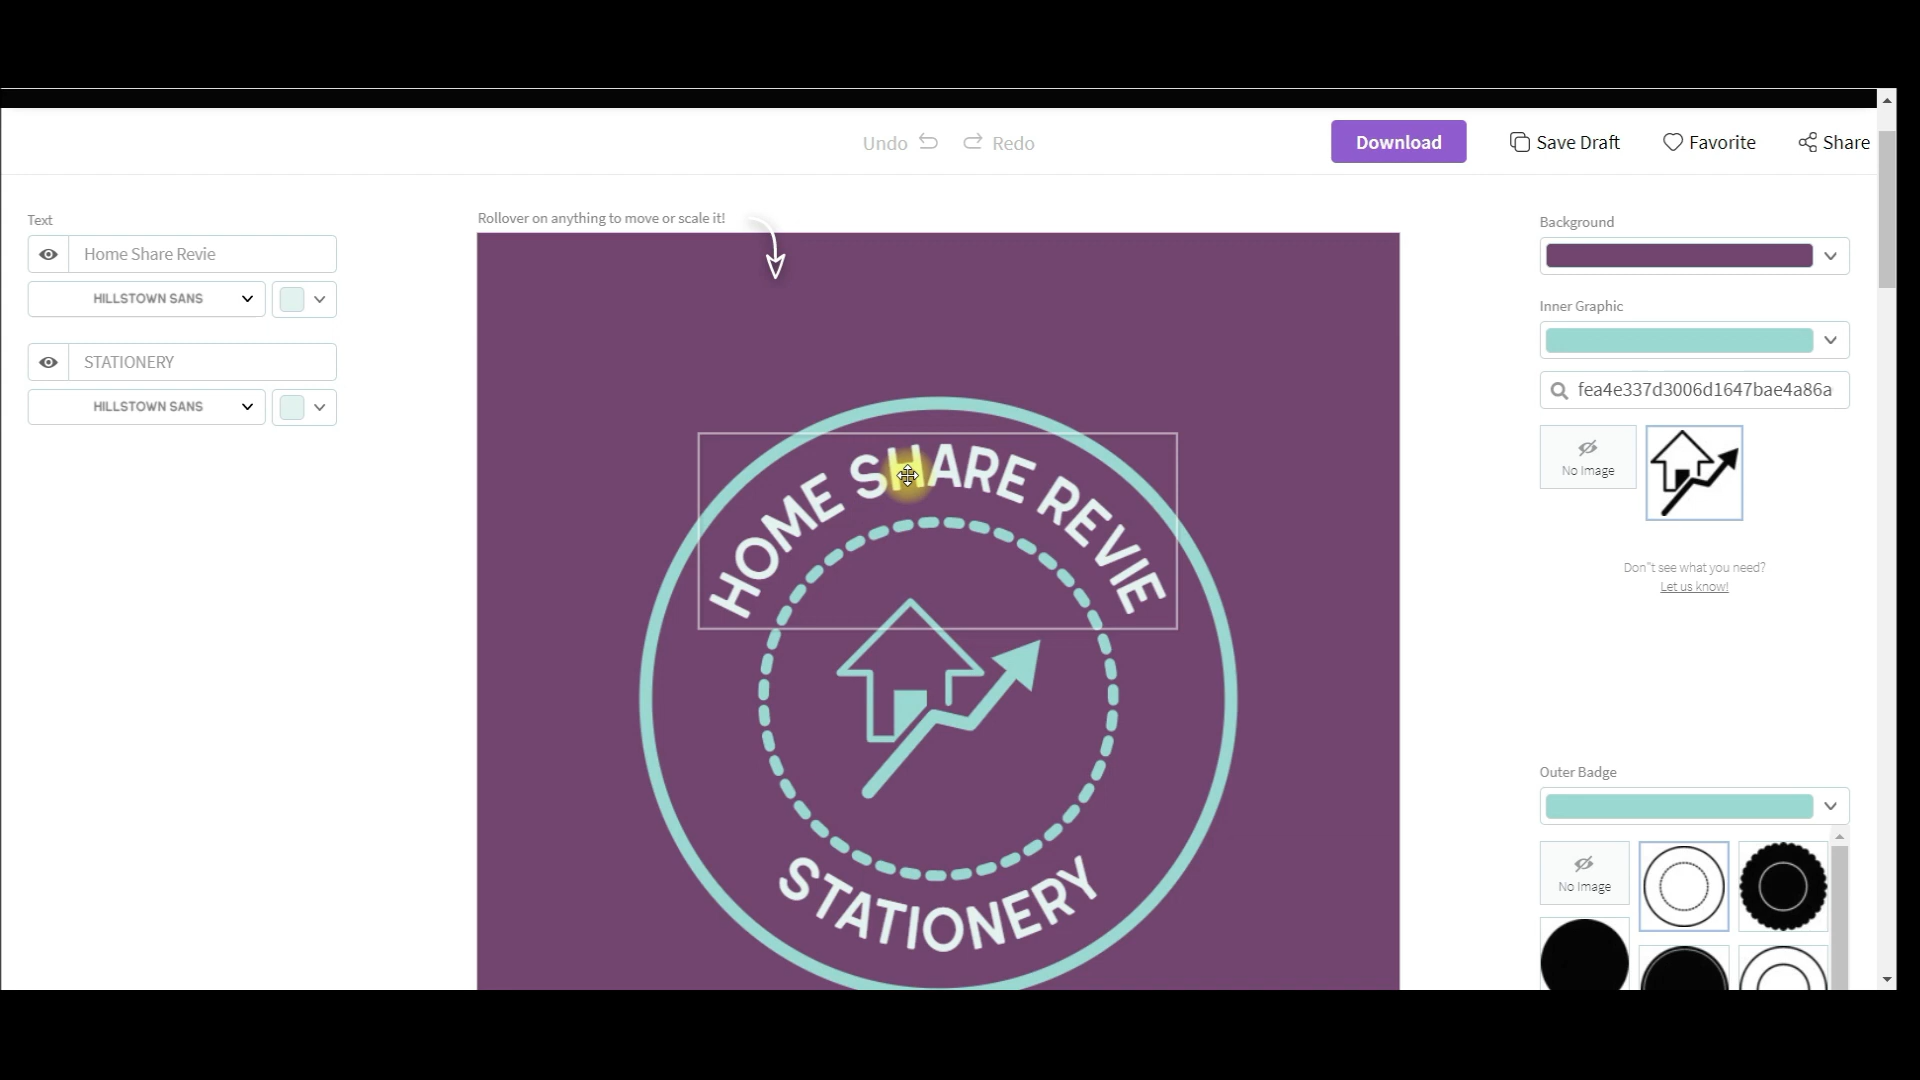 Undo
Redo
Download
Save Draft
Favorite
Share
Text
Home Share Revie
HILLSTOWN SANS
STATIONERY
HILLSTOWN SANS
Rollover on anything to move or scale it!
HOME SHARE REVIE
STATIONERY
Background
Inner Graphic
fea4e337d3006d1647bae4a86a
No Image
Don"t see what you need?
Let us know!
Outer Badge
No Image